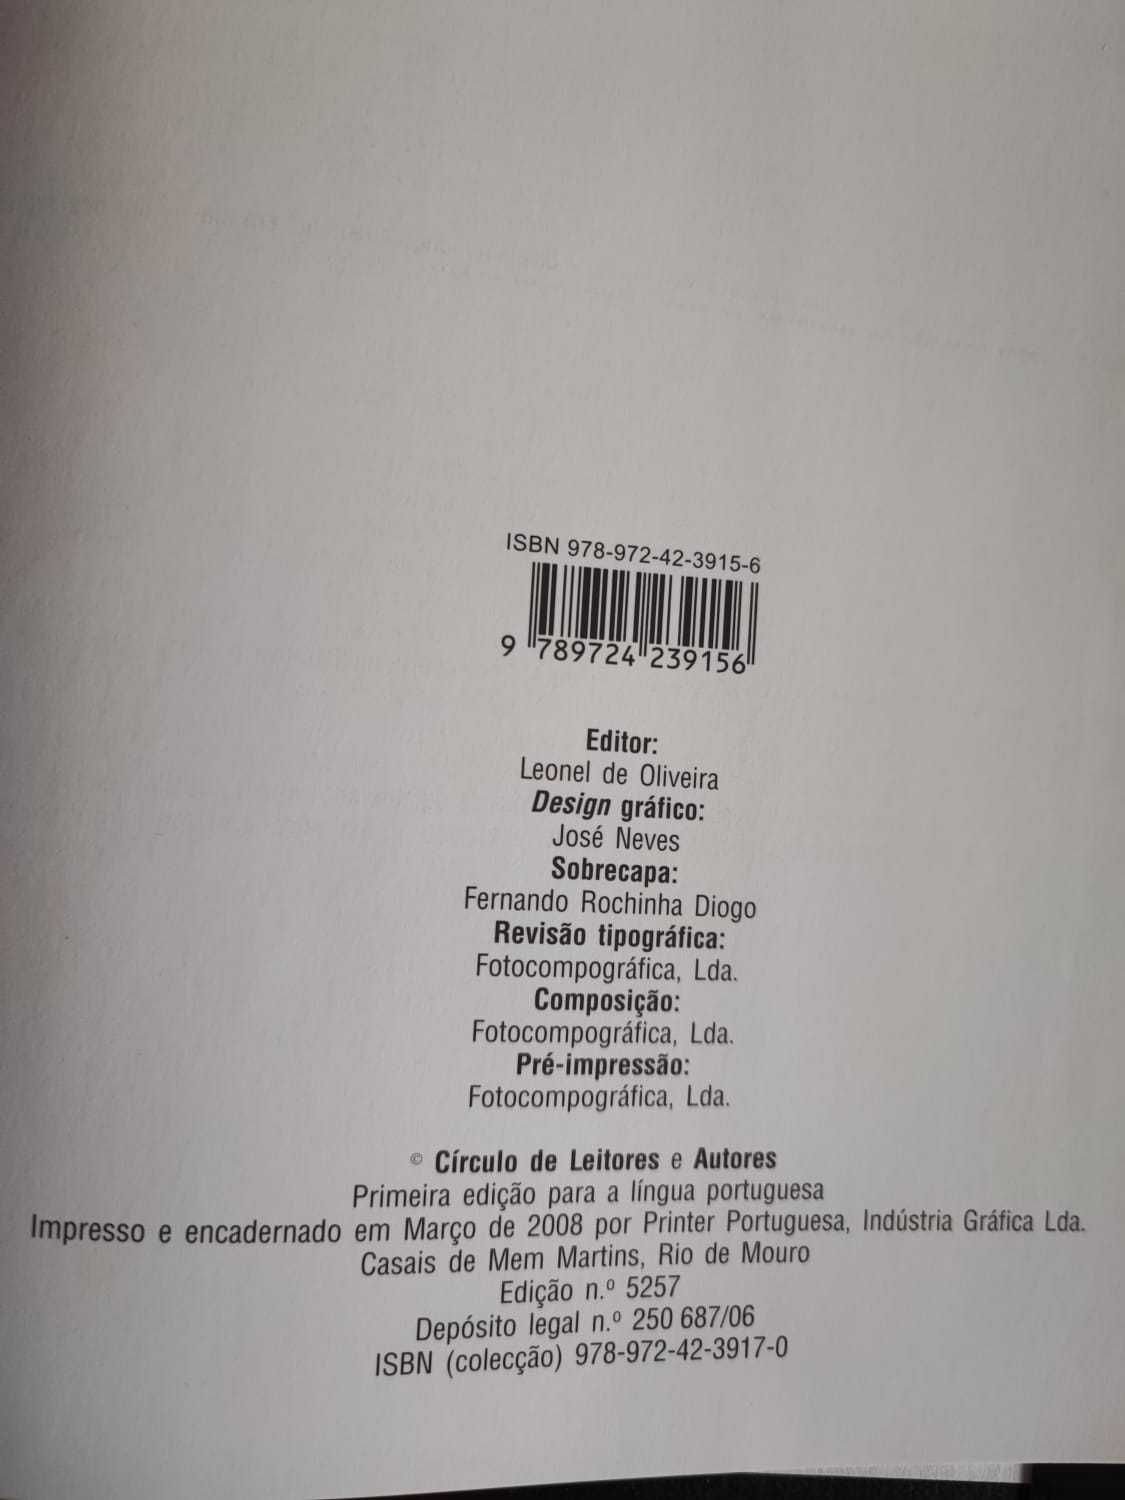 ISBN 978-972-42-3915-6
9 789724 239156
Editor:
Leonel de Oliveira
Design gráfico:
José Neves
Sobrecapa:
Fernando Rochinha Diogo
Revisão tipográfica:
Fotocompográfica, Lda.
Composição:
Fotocompográfica, Lda.
Pré-impressão:
Fotocompográfica, Lda.
© Círculo de Leitores e Autores
Primeira edição para a língua portuguesa
Impresso e encadernado em Março de 2008 por Printer Portuguesa, Indústria Gráfica Lda.
Casais de Mem Martins, Rio de Mouro
Edição n.º 5257
Depósito legal n.º 250 687/06
ISBN (colecção) 978-972-42-3917-0